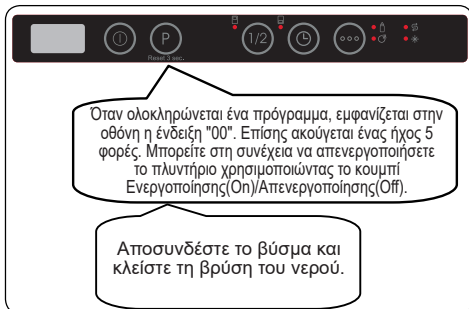 P
1/2
Reset 3 sec.
Όταν ολοκληρώνεται ένα πρόγραμμα, εμφανίζεται στην
οθόνη η ένδειξη "00". Επίσης ακούγεται ένας ήχος 5
φορές. Μπορείτε στη συνέχεια να απενεργοποιήσετε
το πλυντήριο χρησιμοποιώντας το κουμπί
Ενεργοποίησης(On)/Απενεργοποίησης(Off).
Αποσυνδέστε το βύσμα και
κλείστε τη βρύση του νερού.